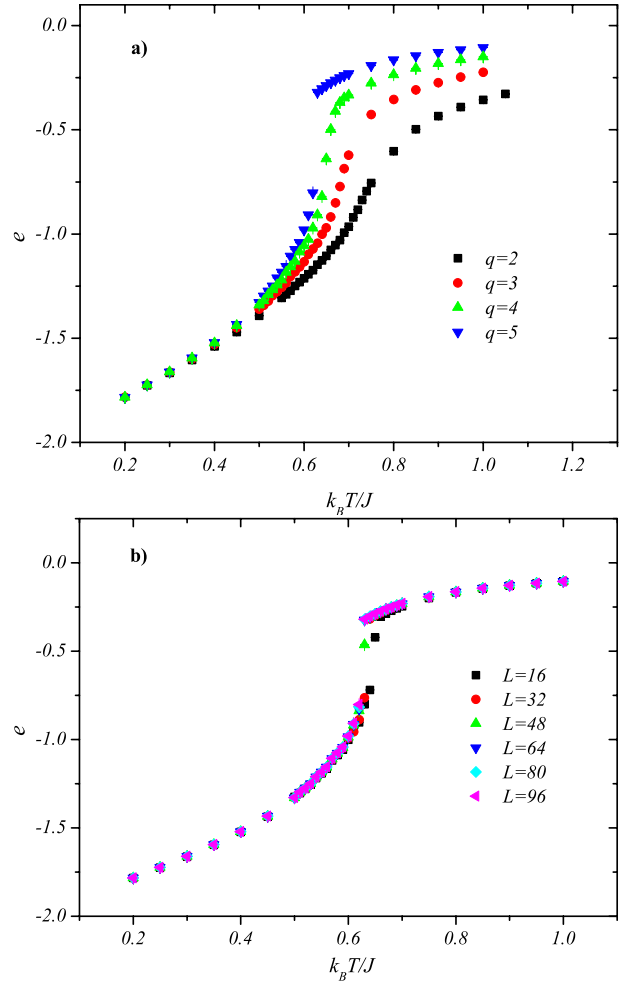 a)
0.0
-0.5
-1.0
-1.5
-2.0
e
q=2
q=3
q=4
q=5
0.2 0.4 0.6 0.8 1.0 1.2
k_B T/J
b)
0.0
-0.5
-1.0
-1.5
-2.0
e
L=16
L=32
L=48
L=64
L=80
L=96
0.2 0.4 0.6 0.8 1.0
k_B T/J